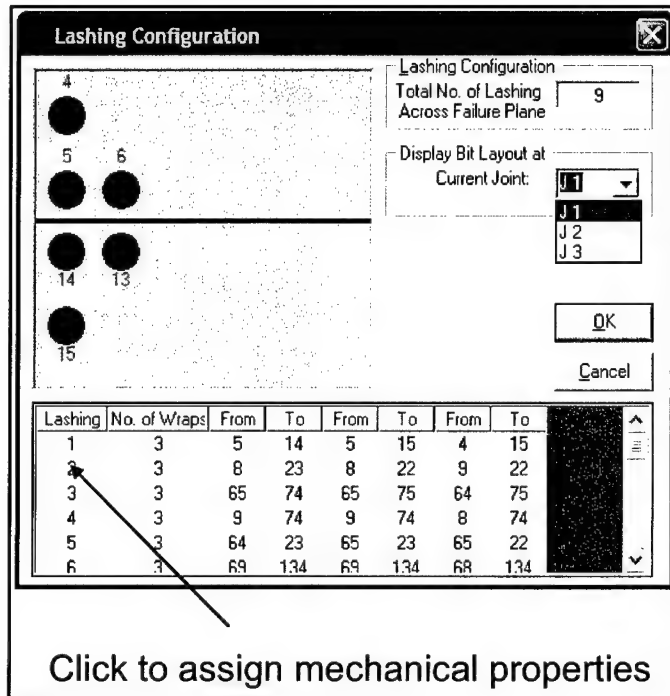 Lashing Configuration
4
5 6
14 13
15
Lashing Configuration
Total No. of Lashing
Across Failure Plane
9
Display Bit Layout at
Current Joint:
J 1
J 1
J 2
J 3
OK
Cancel
Lashing No. of Wraps From To From To From To
1 3 5 14 5 15 4 15
2 3 8 23 8 22 9 22
3 3 65 74 65 75 64 75
4 3 9 74 9 74 8 74
5 3 64 23 65 23 65 22
6 3 69 134 69 134 68 134
Click to assign mechanical properties